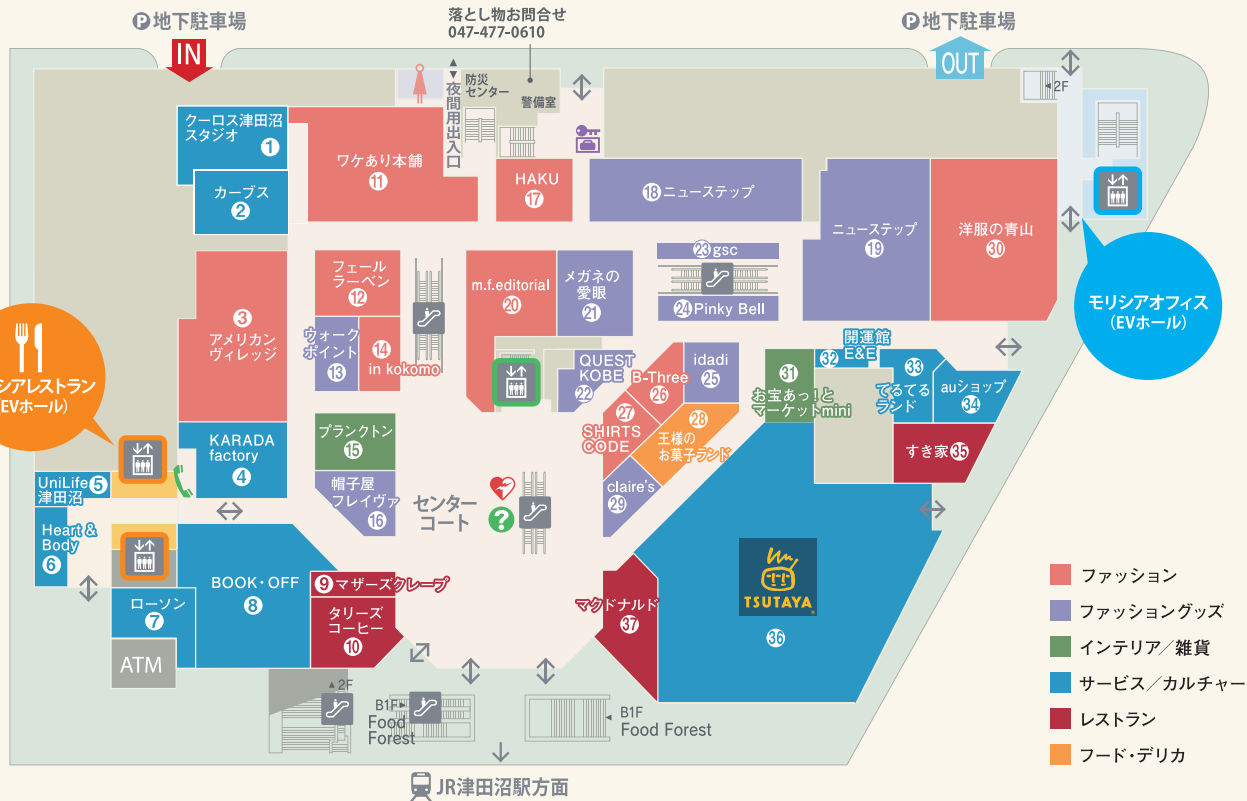 P地下駐車場
IN
落とし物お問合せ
047-477-0610
P地下駐車場
OUT
防災
センター
警備室
夜間用出入口
2F
クーロス津田沼
スタジオ
1
カーブス
2
ワケあり本舗
11
HAKU
17
18 ニューステップ
ニューステップ
19
洋服の青山
30
モリシアオフィス
(EVホール)
3
アメリカン
ヴィレッジ
フェール
ラーベン
12
ウォーク
ポイント
13
14
in kokomo
m.f.editorial
20
メガネの
愛眼
21
23 gsc
24 Pinky Bell
シアレストラン
EVホール)
KARADA
factory
4
プランクトン
15
帽子屋
フレイヴァ
16
QUEST
KOBE
22
idadi
25
B-Three
26
27
SHIRTS
CODE
28
王様の
お菓子ランド
claire's
29
31
お宝あっ!と
マーケットmini
32
開運館
E&E
33
てるてる
ランド
auショップ
34
すき家 35
UniLife 5
津田沼
Heart &
Body
6
センター
コート
?
BOOK・OFF
8
9 マザーズクレープ
タリーズ
コーヒー
10
ローソン
7
ATM
マクドナルド
37
TSUTAYA
36
2F
B1F
Food
Forest
B1F
Food Forest
JR津田沼駅方面
ファッション
ファッショングッズ
インテリア/雑貨
サービス/カルチャー
レストラン
フード・デリカ